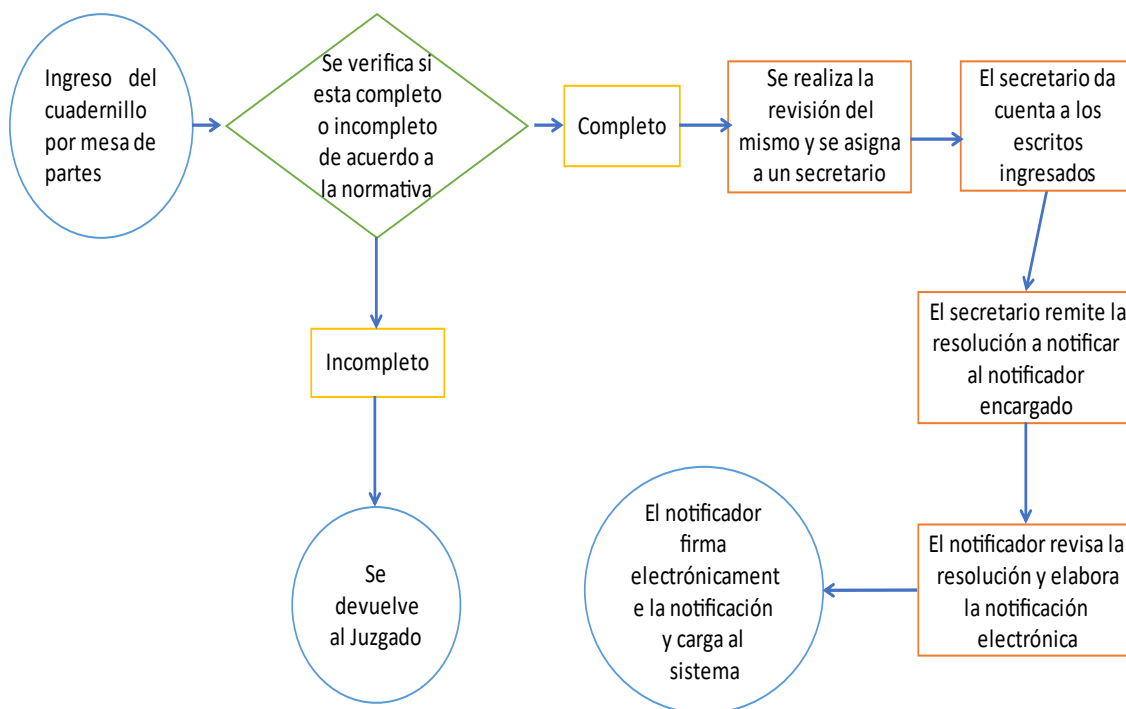 Ingreso del
cuadernillo
por mesa de
partes
Se verifica si
esta completo
o incompleto
de acuerdo a
la normativa
Completo
Se realiza la
revisión del
mismo y se asigna
a un secretario
El secretario da
cuenta a los
escritos
ingresados
El secretario remite la
resolución a notificar
al notificador
encargado
El notificador revisa la
resolución y elabora
la notificación
electrónica
El notificador
firma
electrónicament
e la notificación
y carga al
sistema
Incompleto
Se
devuelve
al Juzgado